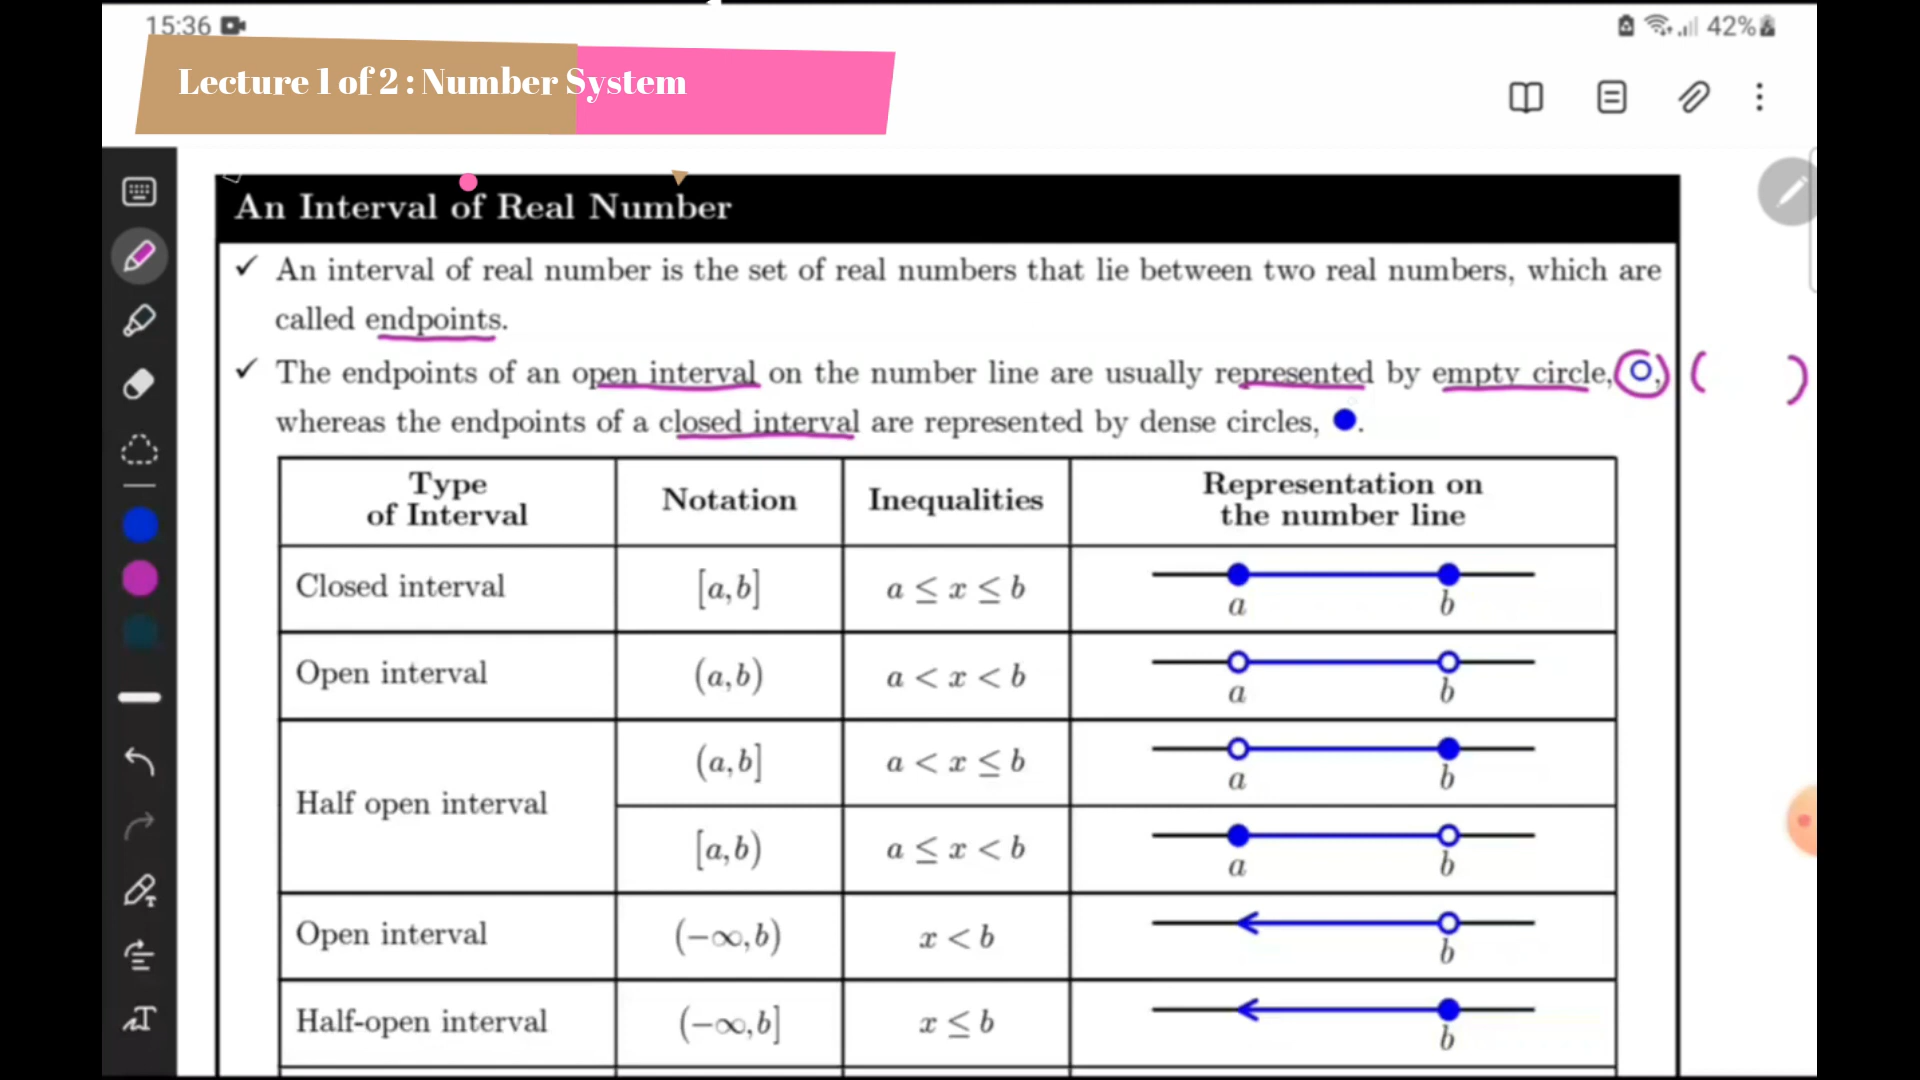 15:36
42%
Lecture 1 of 2 : Number System
An Interval of Real Number
✓ An interval of real number is the set of real numbers that lie between two real numbers, which are
called endpoints.
✓ The endpoints of an open interval on the number line are usually represented by empty circle, ○, ( )
whereas the endpoints of a closed interval are represented by dense circles, ●.
Type
of Interval
Notation
Inequalities
Representation on
the number line
Closed interval
[a, b]
a ≤ x ≤ b
a b
Open interval
(a, b)
a < x < b
a b
Half open interval
(a, b]
a < x ≤ b
a b
[a, b)
a ≤ x < b
a b
Open interval
(−∞, b)
x < b
b
Half-open interval
(−∞, b]
x ≤ b
b